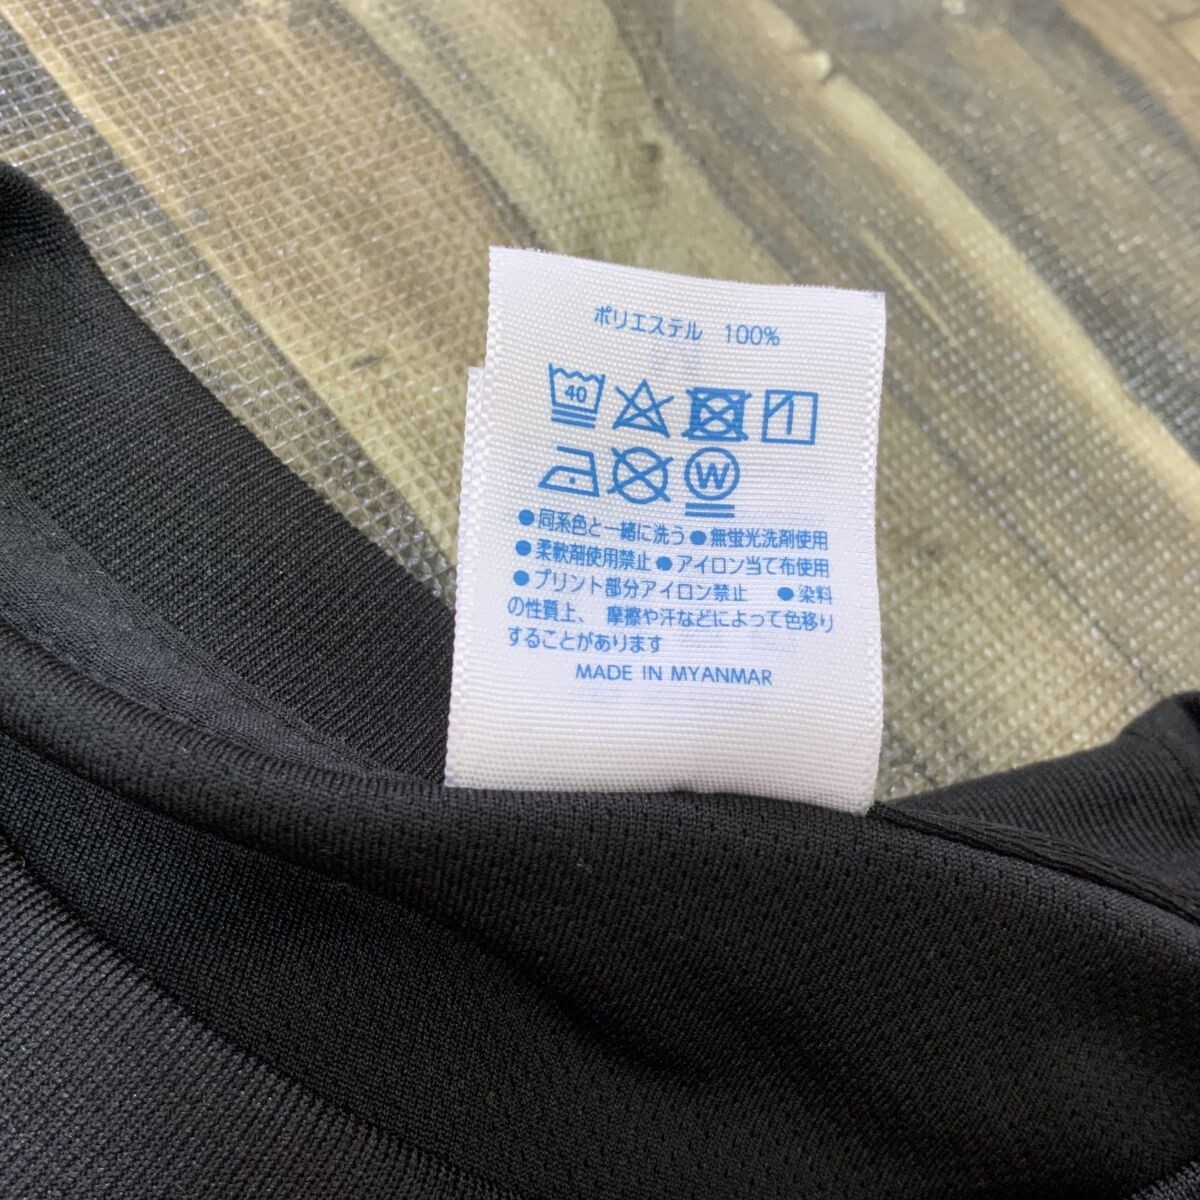 ポリエステル 100%
40
W
●同系色と一緒に洗う ●無蛍光洗剤使用
●柔軟剤使用禁止 ●アイロン当て布使用
●プリント部分アイロン禁止 ●染料
の性質上、 摩擦や汗などによって色移り
することがあります
MADE IN MYANMAR